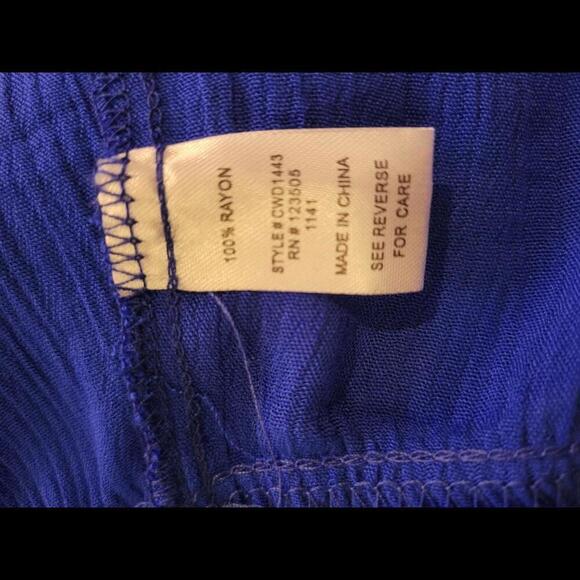 100% RAYON
STYLE# CWD1443
RN # 123505
1141
MADE IN CHINA
SEE REVERSE
FOR CARE